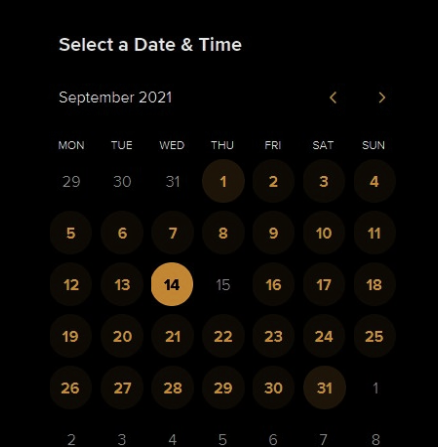 Select a Date & Time
September 2021
MON TUE WED THU FRI SAT SUN
29 30 31 1 2 3 4
5 6 7 8 9 10 11
12 13 14 15 16 17 18
19 20 21 22 23 24 25
26 27 28 29 30 31 1
2 3 4 5 6 7 8